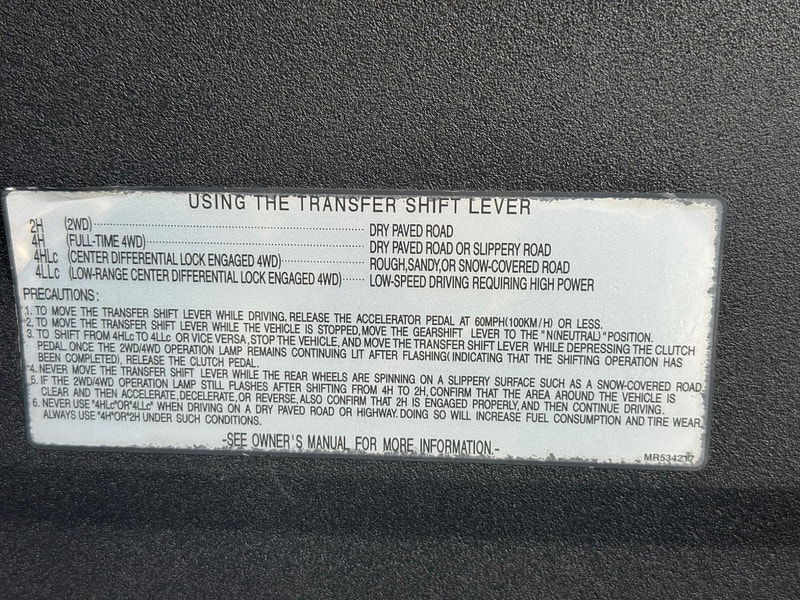 USING THE TRANSFER SHIFT LEVER
2H (2WD) DRY PAVED ROAD
4H (FULL-TIME 4WD) DRY PAVED ROAD OR SLIPPERY ROAD
4HLc (CENTER DIFFERENTIAL LOCK ENGAGED 4WD) ROUGH,SANDY,OR SNOW-COVERED ROAD
4LLc (LOW-RANGE CENTER DIFFERENTIAL LOCK ENGAGED 4WD) LOW-SPEED DRIVING REQUIRING HIGH POWER
PRECAUTIONS:
1. TO MOVE THE TRANSFER SHIFT LEVER WHILE DRIVING, RELEASE THE ACCELERATOR PEDAL AT 60MPH(100KM/H) OR LESS.
2. TO MOVE THE TRANSFER SHIFT LEVER WHILE THE VEHICLE IS STOPPED,MOVE THE GEARSHIFT LEVER TO THE "N(NEUTRAL)"POSITION.
3. TO SHIFT FROM 4HLc TO 4LLc OR VICE VERSA,STOP THE VEHICLE,AND MOVE THE TRANSFER SHIFT LEVER WHILE DEPRESSING THE CLUTCH
PEDAL.ONCE THE 2WD/4WD OPERATION LAMP REMAINS CONTINUING LIT AFTER FLASHING(INDICATING THAT THE SHIFTING OPERATION HAS
BEEN COMPLETED), RELEASE THE CLUTCH PEDAL.
4. NEVER MOVE THE TRANSFER SHIFT LEVER WHILE THE REAR WHEELS ARE SPINNING ON A SLIPPERY SURFACE SUCH AS A SNOW-COVERED ROAD
5. IF THE 2WD/4WD OPERATION LAMP STILL FLASHES AFTER SHIFTING FROM 4H TO 2H,CONFIRM THAT THE AREA AROUND THE VEHICLE IS
CLEAR AND THEN ACCELERATE,DECELERATE,OR REVERSE,ALSO CONFIRM THAT 2H IS ENGAGED PROPERLY,AND THEN CONTINUE DRIVING.
6. NEVER USE "4HLc"OR"4LLc" WHEN DRIVING ON A DRY PAVED ROAD OR HIGHWAY.DOING SO WILL INCREASE FUEL CONSUMPTION AND TIRE WEAR.
ALWAYS USE "4H"OR"2H UNDER SUCH CONDITIONS.
-SEE OWNER'S MANUAL FOR MORE INFORMATION.-
MR534217